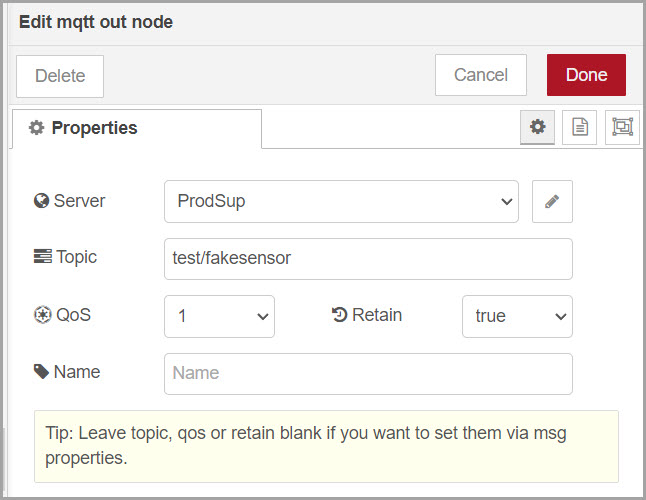 Edit mqtt out node
Delete
Cancel
Done
Properties
Server
ProdSup
Topic
test/fakesensor
QoS
1
Retain
true
Name
Name
Tip: Leave topic, qos or retain blank if you want to set them via msg
properties.